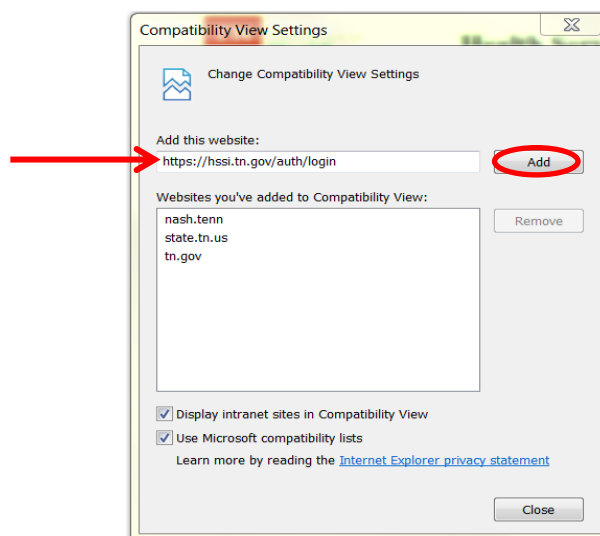 Compatibility View Settings
Change Compatibility View Settings
Add this website:
https://hssi.tn.gov/auth/login
Add
Websites you've added to Compatibility View:
nash.tenn
Remove
state.tn.us
tn.gov
Display intranet sites in Compatibility View
Use Microsoft compatibility lists
Learn more by reading the Internet Explorer privacy statement
Close